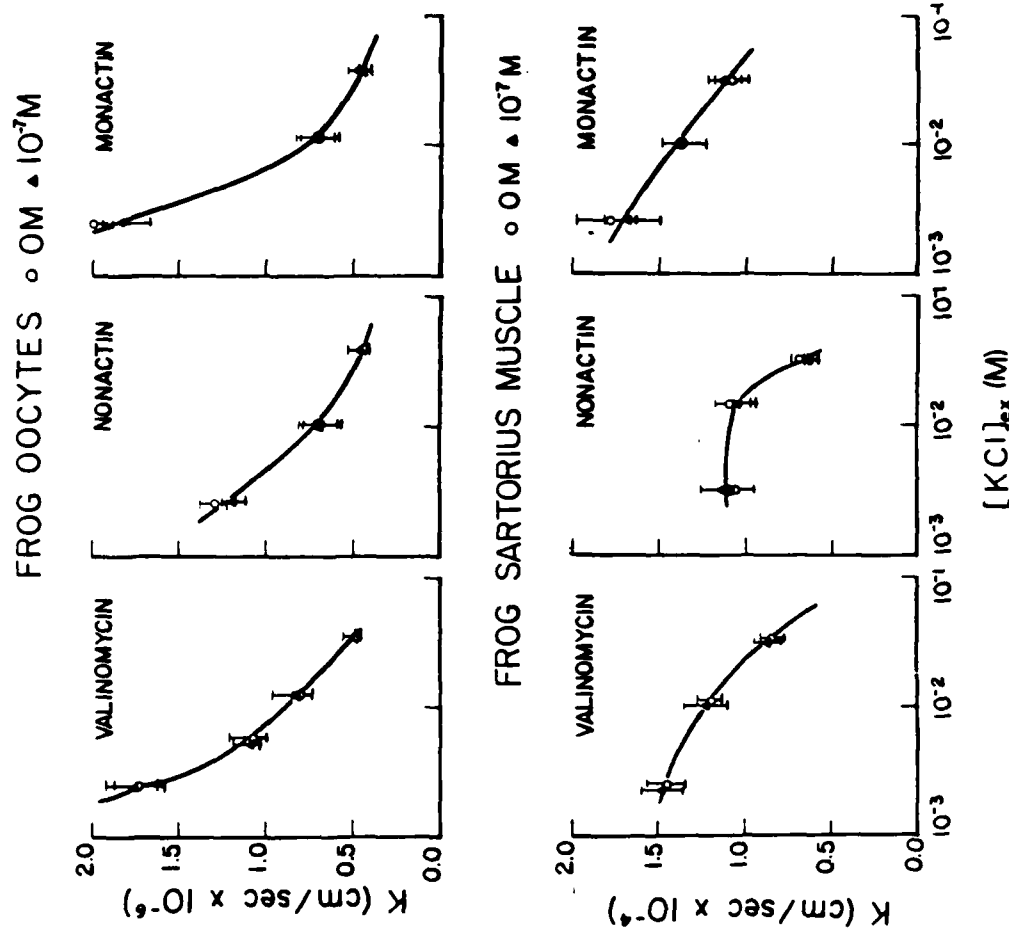 FROG OOCYTES ○ OM ▲ 10⁻⁷M
VALINOMYCIN
NONACTIN
MONACTIN
K (cm/sec x 10⁻⁶)
2.0
1.5
1.0
0.5
0.0
FROG SARTORIUS MUSCLE ○ OM ▲ 10⁻⁷M
VALINOMYCIN
NONACTIN
MONACTIN
K (cm/sec x 10⁻⁴)
2.0
1.5
1.0
0.5
0.0
10⁻³ 10⁻² 10⁻¹
10⁻³ 10⁻² 10⁻¹
10⁻³ 10⁻² 10⁻¹
[KCl]ex (M)